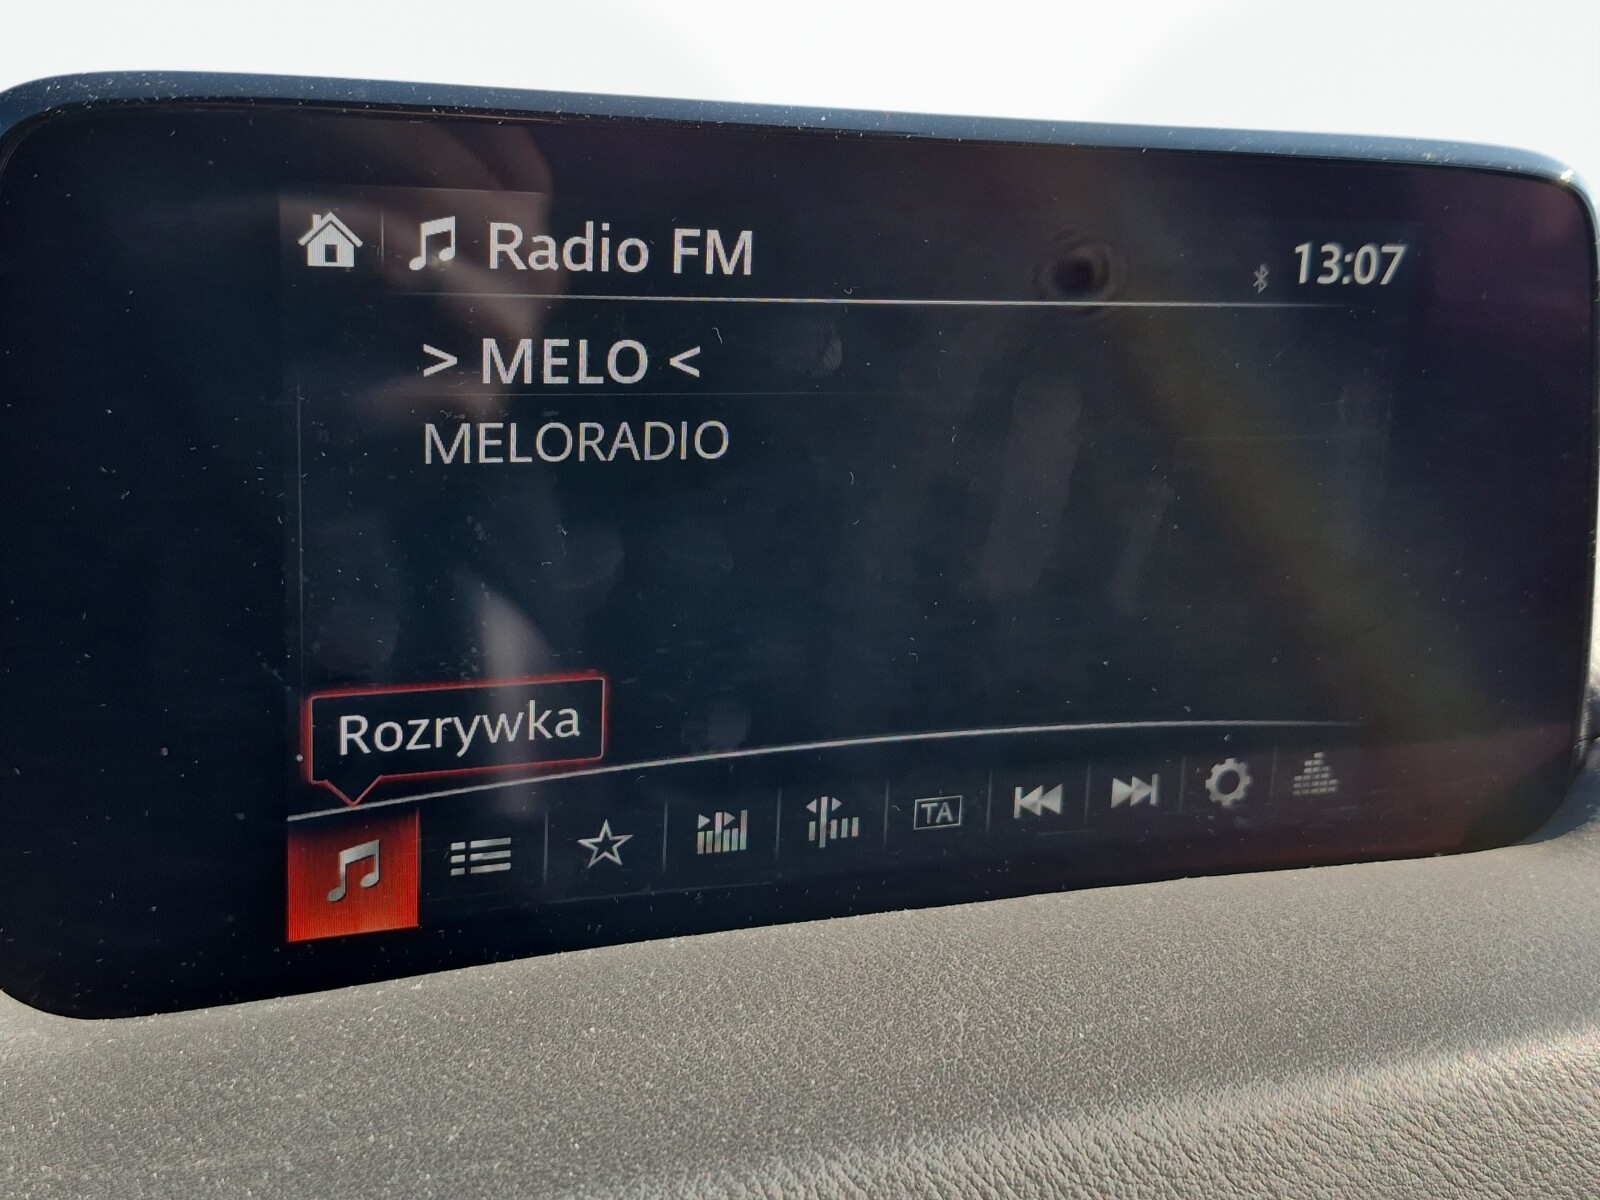 Radio FM
13:07
> MELO <
MELORADIO
Rozrywka
TA